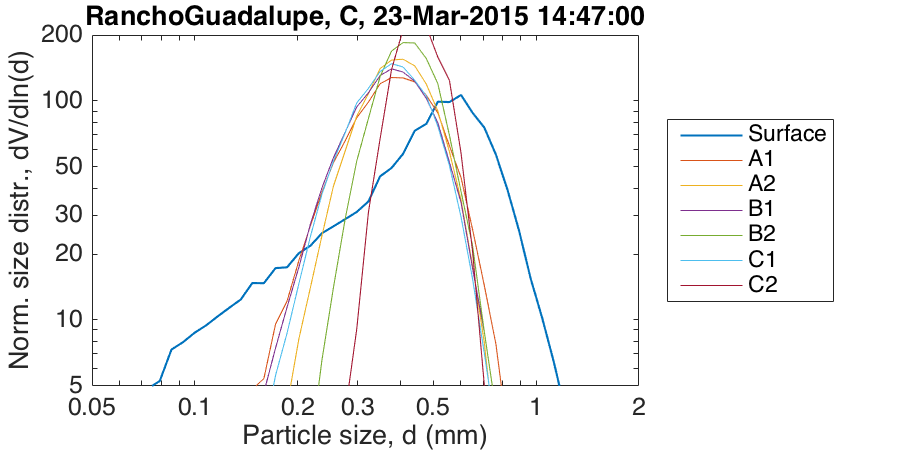 RanchoGuadalupe, C, 23-Mar-2015 14:47:00
Norm. size distr., dV/dln(d)
200
100
50
30
20
10
5
0.05 0.1 0.2 0.3 0.5 1 2
Particle size, d (mm)
Surface
A1
A2
B1
B2
C1
C2